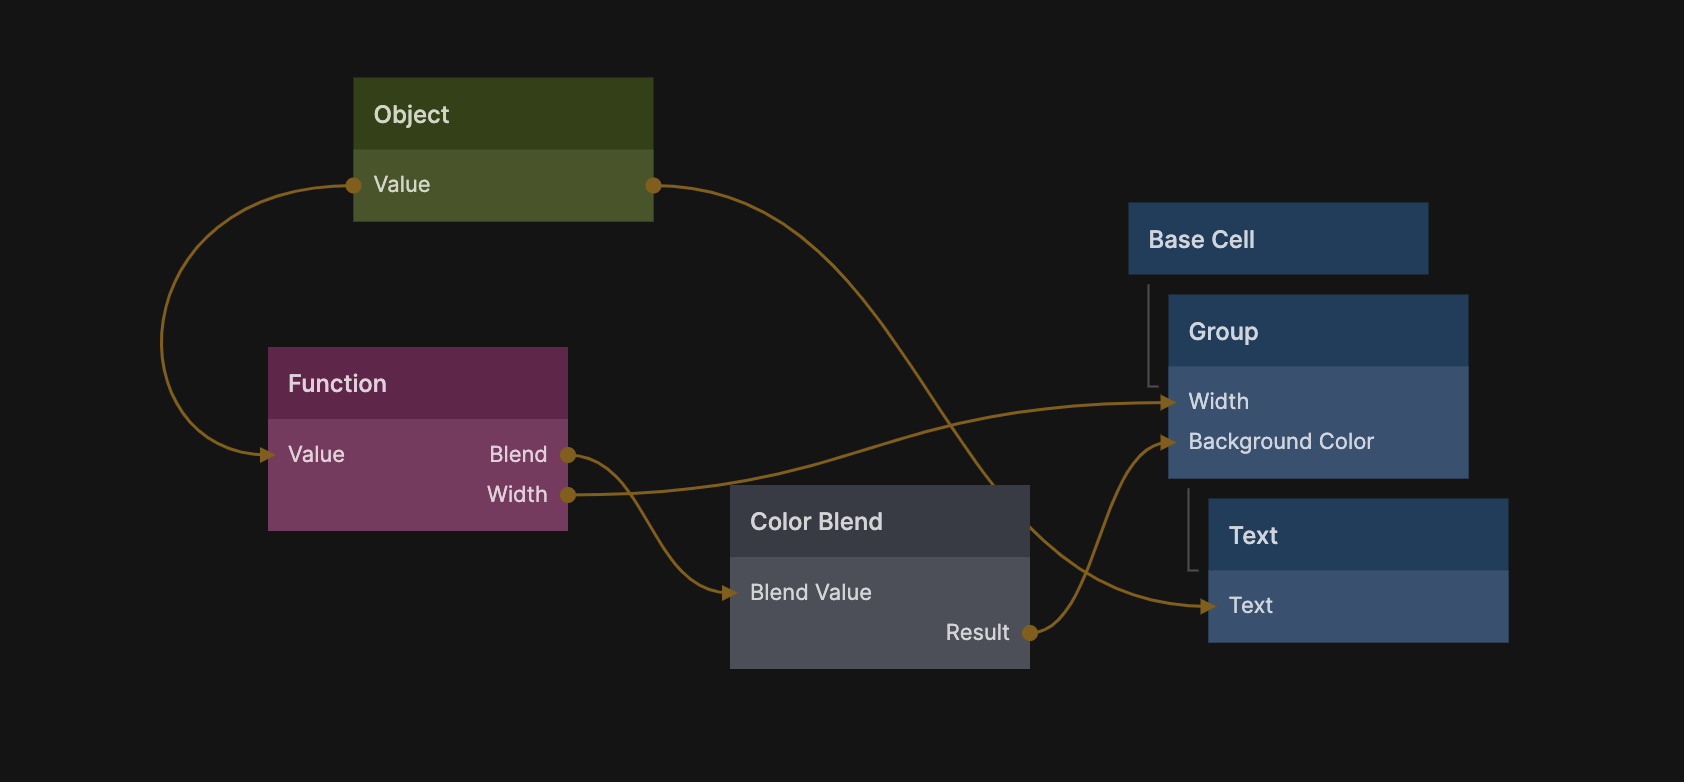 Object
Value
Function
Value
Blend
Width
Color Blend
Blend Value
Result
Base Cell
Group
Width
Background Color
Text
Text